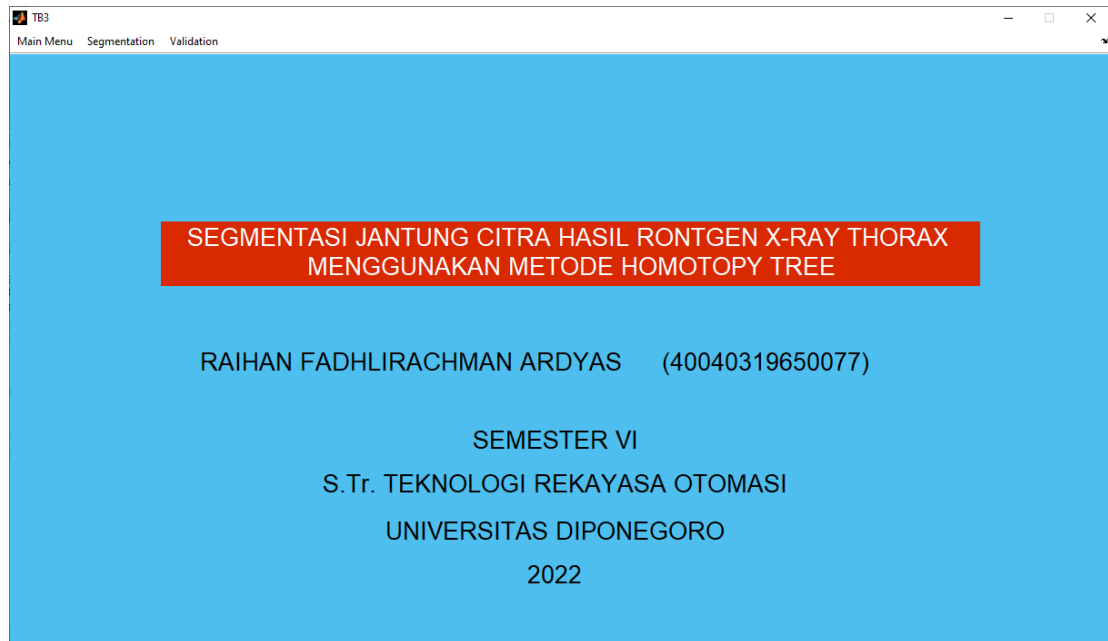 TB3
Main Menu Segmentation Validation
SEGMENTASI JANTUNG CITRA HASIL RONTGEN X-RAY THORAX
MENGGUNAKAN METODE HOMOTOPY TREE
RAIHAN FADHLIRACHMAN ARDYAS (40040319650077)
SEMESTER VI
S.Tr. TEKNOLOGI REKAYASA OTOMASI
UNIVERSITAS DIPONEGORO
2022